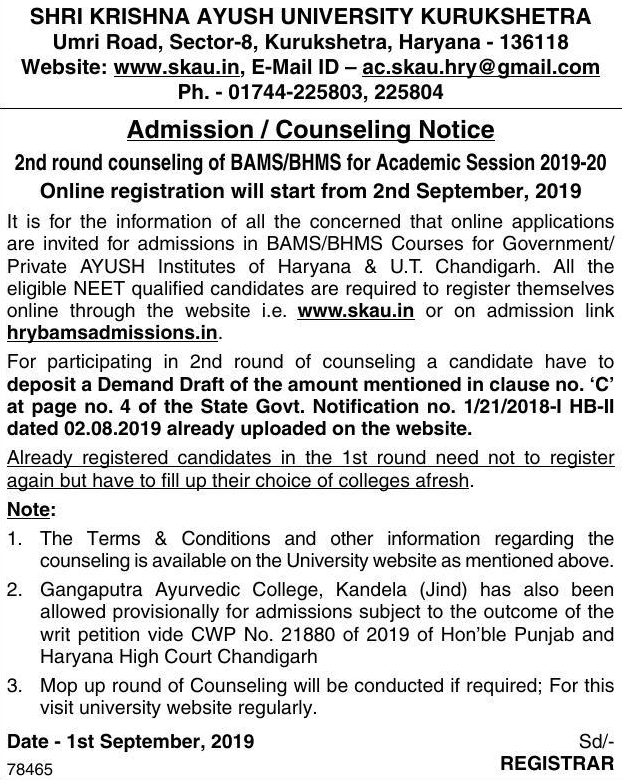 SHRI KRISHNA AYUSH UNIVERSITY KURUKSHETRA
Umri Road, Sector-8, Kurukshetra, Haryana - 136118
Website: www.skau.in, E-Mail ID – ac.skau.hry@gmail.com
Ph. - 01744-225803, 225804
Admission / Counseling Notice
2nd round counseling of BAMS/BHMS for Academic Session 2019-20
Online registration will start from 2nd September, 2019
It is for the information of all the concerned that online applications
are invited for admissions in BAMS/BHMS Courses for Government/
Private AYUSH Institutes of Haryana & U.T. Chandigarh. All the
eligible NEET qualified candidates are required to register themselves
online through the website i.e. www.skau.in or on admission link
hrybamsadmissions.in.
For participating in 2nd round of counseling a candidate have to
deposit a Demand Draft of the amount mentioned in clause no. ‘C’
at page no. 4 of the State Govt. Notification no. 1/21/2018-I HB-II
dated 02.08.2019 already uploaded on the website.
Already registered candidates in the 1st round need not to register
again but have to fill up their choice of colleges afresh.
Note:
1. The Terms & Conditions and other information regarding the
counseling is available on the University website as mentioned above.
2. Gangaputra Ayurvedic College, Kandela (Jind) has also been
allowed provisionally for admissions subject to the outcome of the
writ petition vide CWP No. 21880 of 2019 of Hon’ble Punjab and
Haryana High Court Chandigarh
3. Mop up round of Counseling will be conducted if required; For this
visit university website regularly.
Date - 1st September, 2019 Sd/-
78465 REGISTRAR